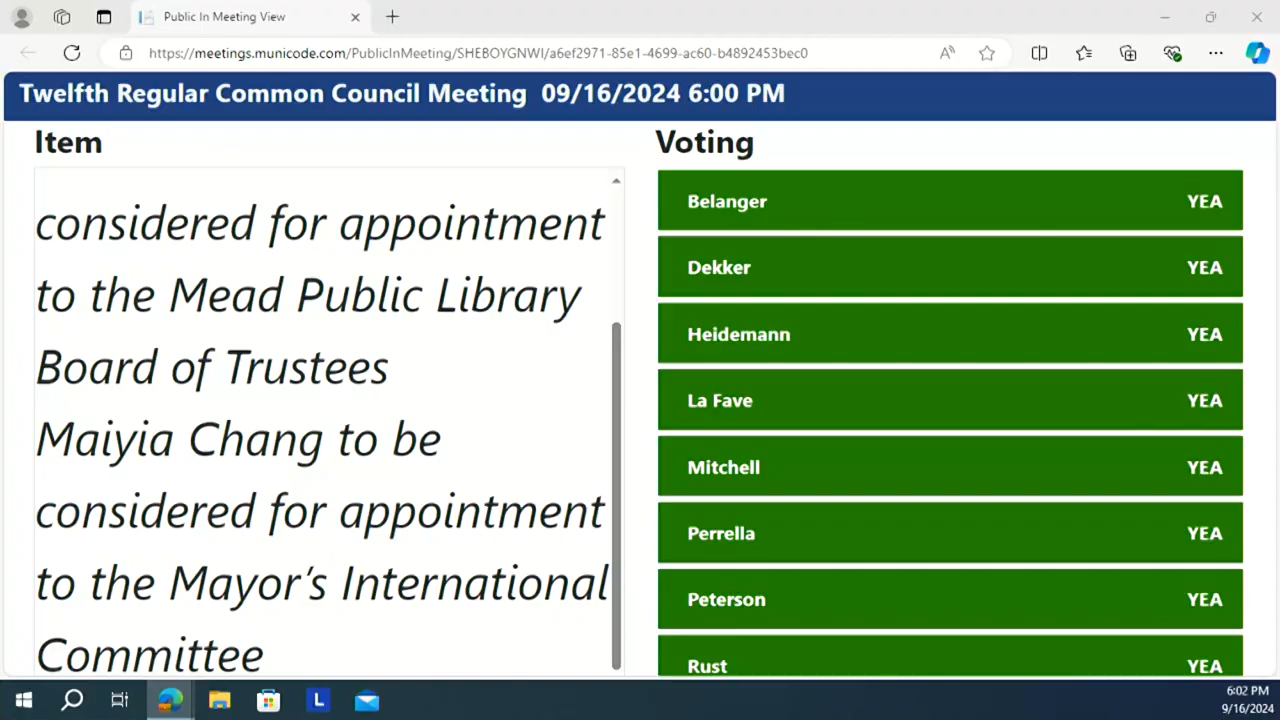 Public In Meeting View
https://meetings.municode.com/PublicInMeeting/SHEBOYGNWI/a6ef2971-85e1-4699-ac60-b4892453bec0
Twelfth Regular Common Council Meeting 09/16/2024 6:00 PM
Item
considered for appointment
to the Mead Public Library
Board of Trustees
Maiyia Chang to be
considered for appointment
to the Mayor’s International
Committee
Voting
Belanger YEA
Dekker YEA
Heidemann YEA
La Fave YEA
Mitchell YEA
Perrella YEA
Peterson YEA
Rust YEA
L
6:02 PM
9/16/2024